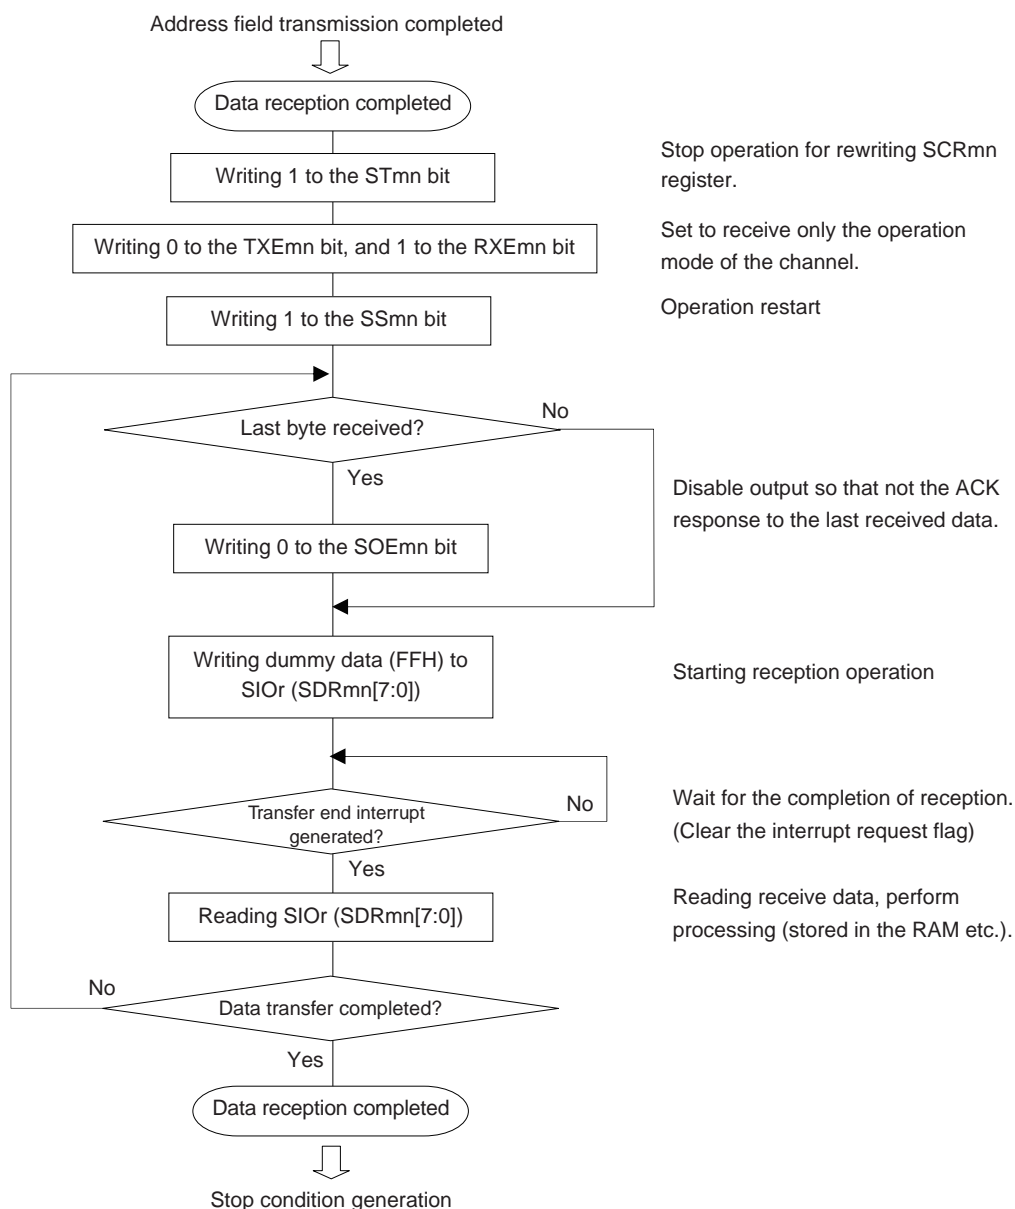 Address field transmission completed
Data reception completed
Writing 1 to the STmn bit
Stop operation for rewriting SCRmn
register.
Writing 0 to the TXEmn bit, and 1 to the RXEmn bit
Set to receive only the operation
mode of the channel.
Writing 1 to the SSmn bit
Operation restart
Last byte received?
No
Yes
Disable output so that not the ACK
response to the last received data.
Writing 0 to the SOEmn bit
Writing dummy data (FFH) to
SIOr (SDRmn[7:0])
Starting reception operation
Transfer end interrupt
generated?
No
Wait for the completion of reception.
(Clear the interrupt request flag)
Yes
Reading SIOr (SDRmn[7:0])
Reading receive data, perform
processing (stored in the RAM etc.).
No
Data transfer completed?
Yes
Data reception completed
Stop condition generation